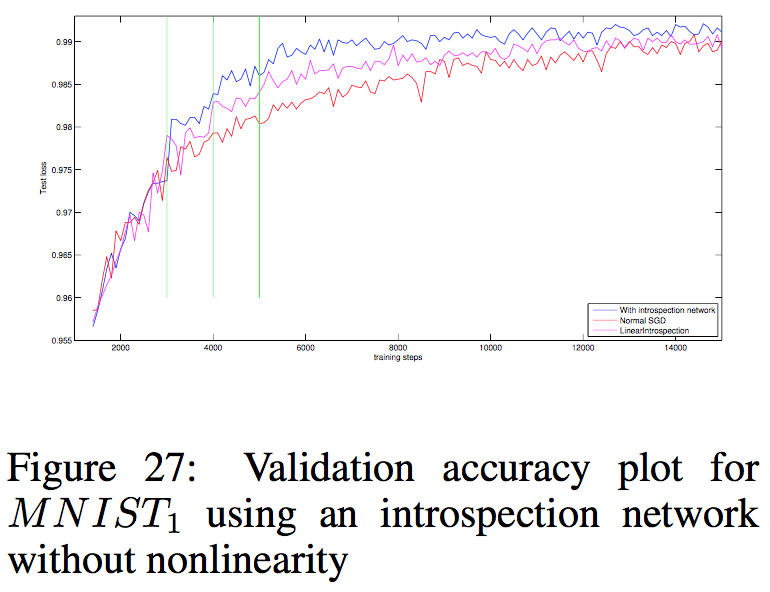 0.99
0.985
0.98
0.975
0.97
0.965
0.96
0.955
Test loss
2000 4000 6000 8000 10000 12000 14000
training steps
With introspection network
Normal SGD
LinearIntrospection
Figure 27: Validation accuracy plot for
MNIST₁ using an introspection network
without nonlinearity